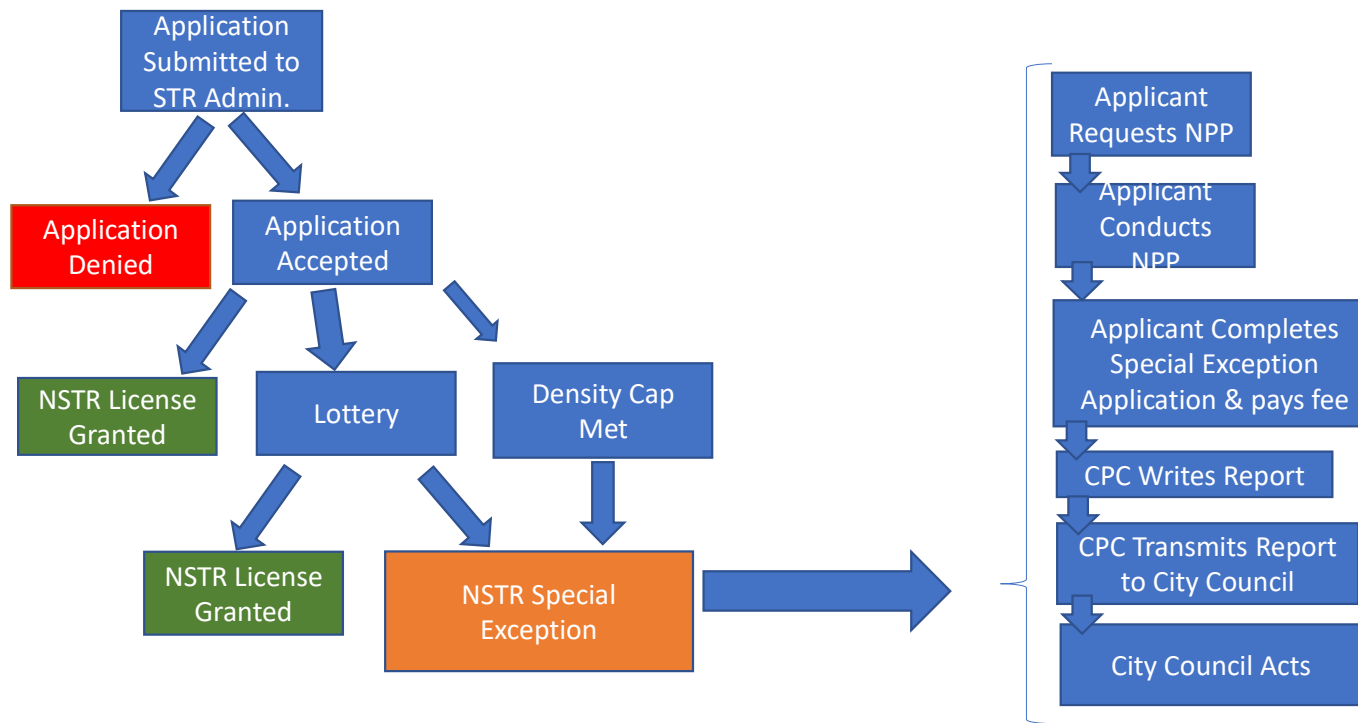 Application
Submitted to
STR Admin.
Application
Denied
Application
Accepted
NSTR License
Granted
Lottery
Density Cap
Met
NSTR License
Granted
NSTR Special
Exception
Applicant
Requests NPP
Applicant
Conducts
NPP
Applicant Completes
Special Exception
Application & pays fee
CPC Writes Report
CPC Transmits Report
to City Council
City Council Acts